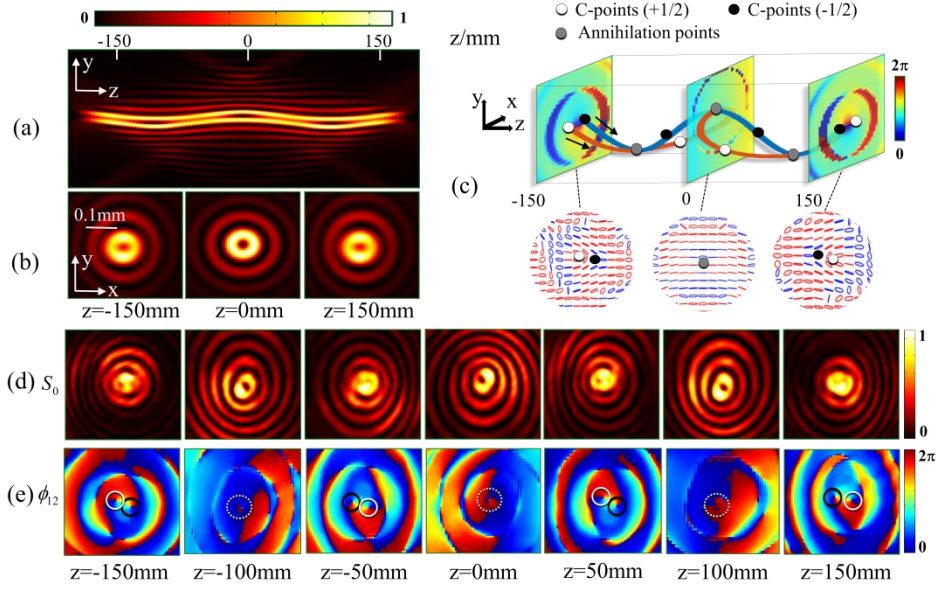 C-points (+1/2) C-points (-1/2)
Annihilation points
0 1
-150 0 150
z/mm
y
z
(a)
y
x
z
2π
0
(c)
-150 0 150
0.1mm
(b)
y
x
z=-150mm z=0mm z=150mm
(d) S₀
1
0
(e) ϕ₁₂
2π
0
z=-150mm z=-100mm z=-50mm z=0mm z=50mm z=100mm z=150mm